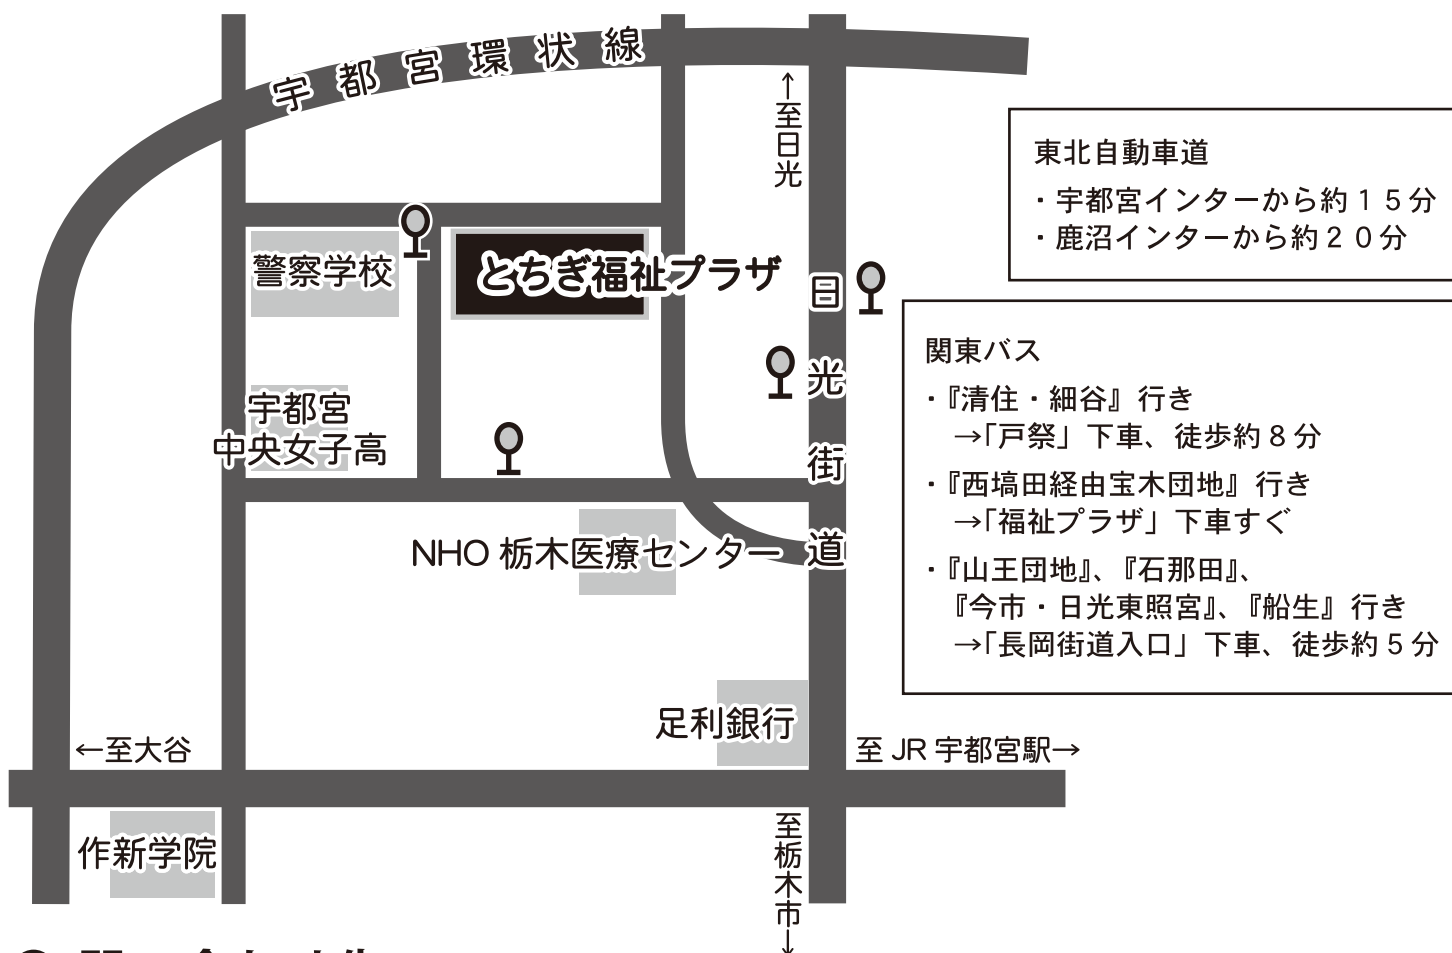 宇都宮環状線
↑至日光
東北自動車道
・宇都宮インターから約１５分
・鹿沼インターから約２０分
警察学校
とちぎ福祉プラザ
日光街道
関東バス
・『清住・細谷』行き
→「戸祭」下車、徒歩約８分
・『西塙田経由宝木団地』行き
→「福祉プラザ」下車すぐ
・『山王団地』、『石那田』、
『今市・日光東照宮』、『船生』行き
→「長岡街道入口」下車、徒歩約５分
宇都宮
中央女子高
NHO 栃木医療センター
足利銀行
←至大谷
至 JR 宇都宮駅→
作新学院
至栃木市↓